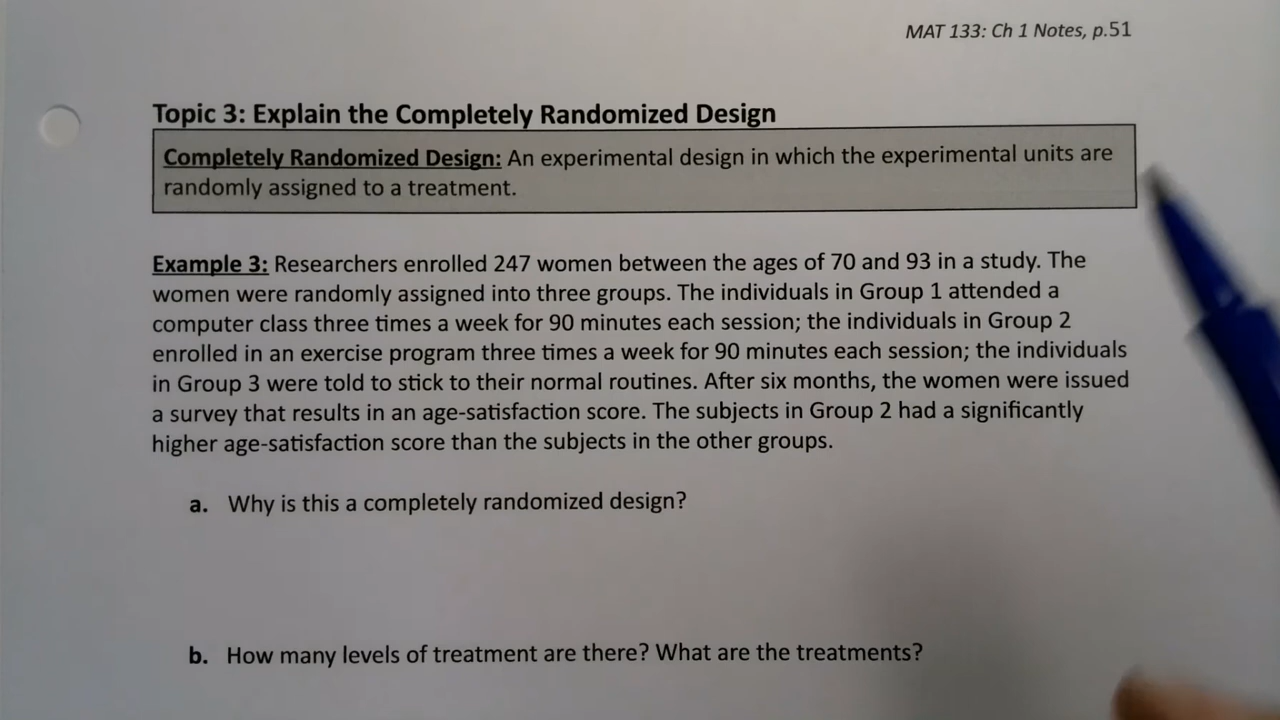 MAT 133: Ch 1 Notes, p.51
Topic 3: Explain the Completely Randomized Design
Completely Randomized Design: An experimental design in which the experimental units are
randomly assigned to a treatment.
Example 3: Researchers enrolled 247 women between the ages of 70 and 93 in a study. The
women were randomly assigned into three groups. The individuals in Group 1 attended a
computer class three times a week for 90 minutes each session; the individuals in Group 2
enrolled in an exercise program three times a week for 90 minutes each session; the individuals
in Group 3 were told to stick to their normal routines. After six months, the women were issued
a survey that results in an age-satisfaction score. The subjects in Group 2 had a significantly
higher age-satisfaction score than the subjects in the other groups.
a. Why is this a completely randomized design?
b. How many levels of treatment are there? What are the treatments?